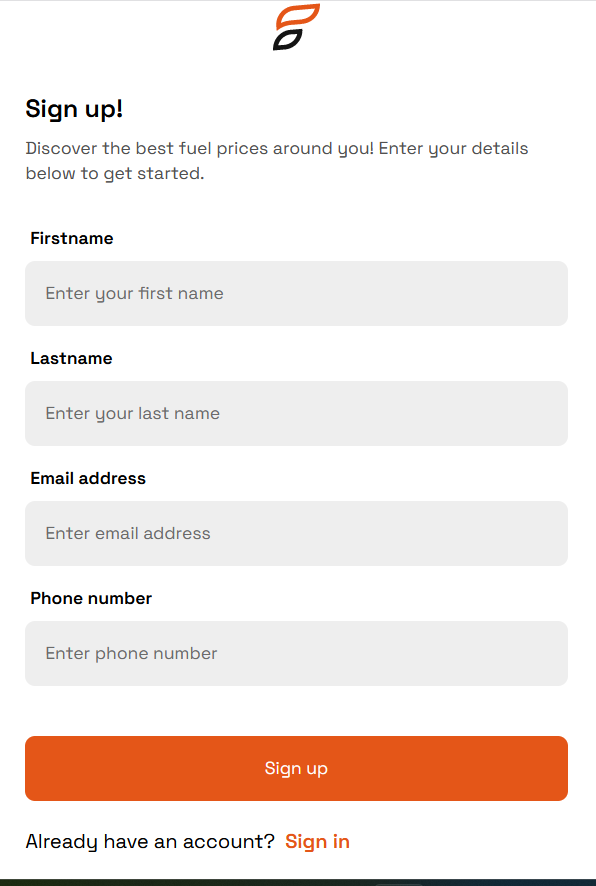 Sign up!
Discover the best fuel prices around you! Enter your details
below to get started.
Firstname
Enter your first name
Lastname
Enter your last name
Email address
Enter email address
Phone number
Enter phone number
Sign up
Already have an account? Sign in